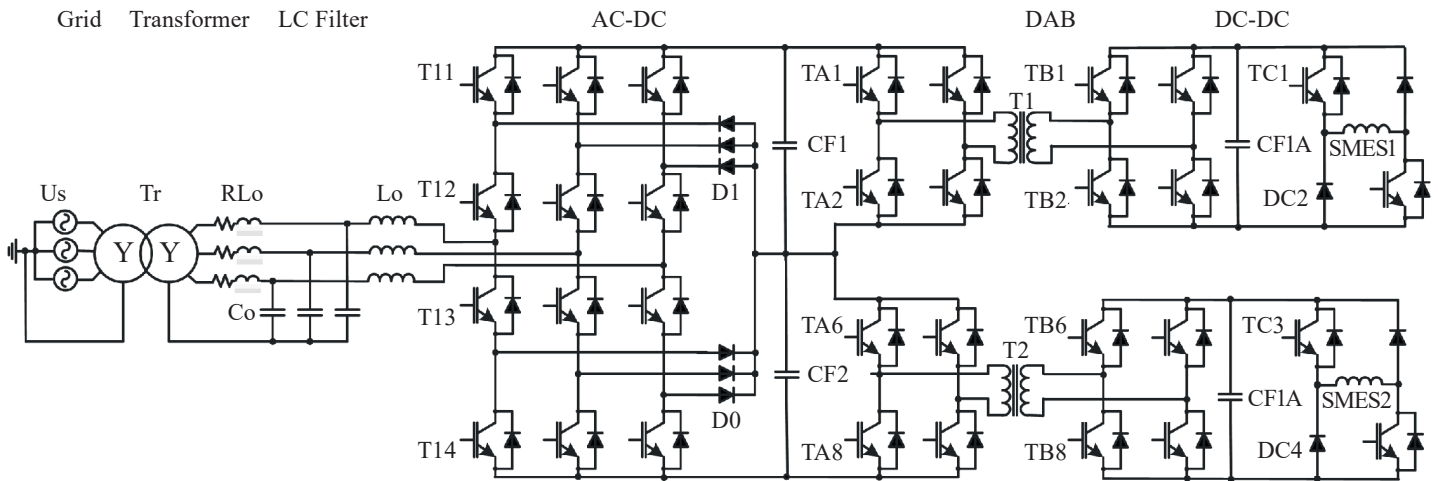 Grid Transformer LC Filter AC-DC DAB DC-DC
T11 TA1 TB1 TC1
T1
CF1 CF1A SMES1
T12 D1 TA2 TB2 DC2
Us Tr RLo Lo
Y Y
Co T13 TA6 TB6 TC3
T2
CF2 CF1A SMES2
D0
T14 TA8 TB8 DC4